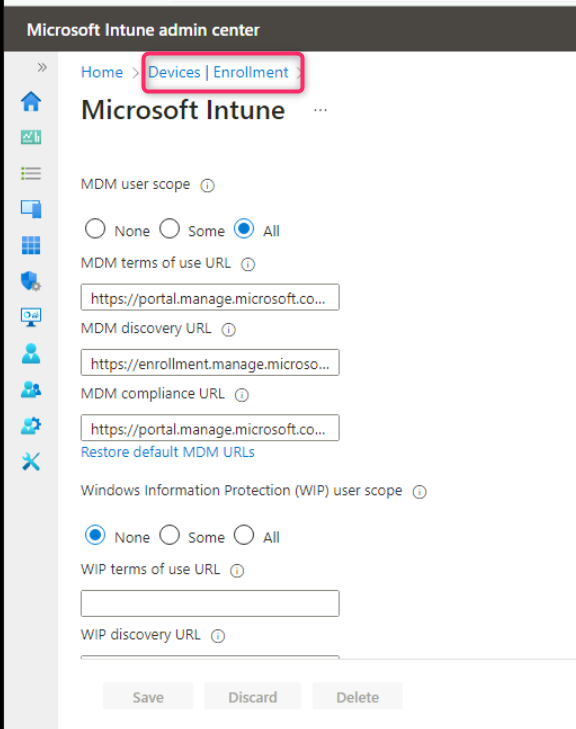 Microsoft Intune admin center
Home > Devices | Enrollment >
Microsoft Intune ...
MDM user scope
None Some All
MDM terms of use URL
https://portal.manage.microsoft.co...
MDM discovery URL
https://enrollment.manage.microso...
MDM compliance URL
https://portal.manage.microsoft.co...
Restore default MDM URLs
Windows Information Protection (WIP) user scope
None Some All
WIP terms of use URL
WIP discovery URL
Save Discard Delete